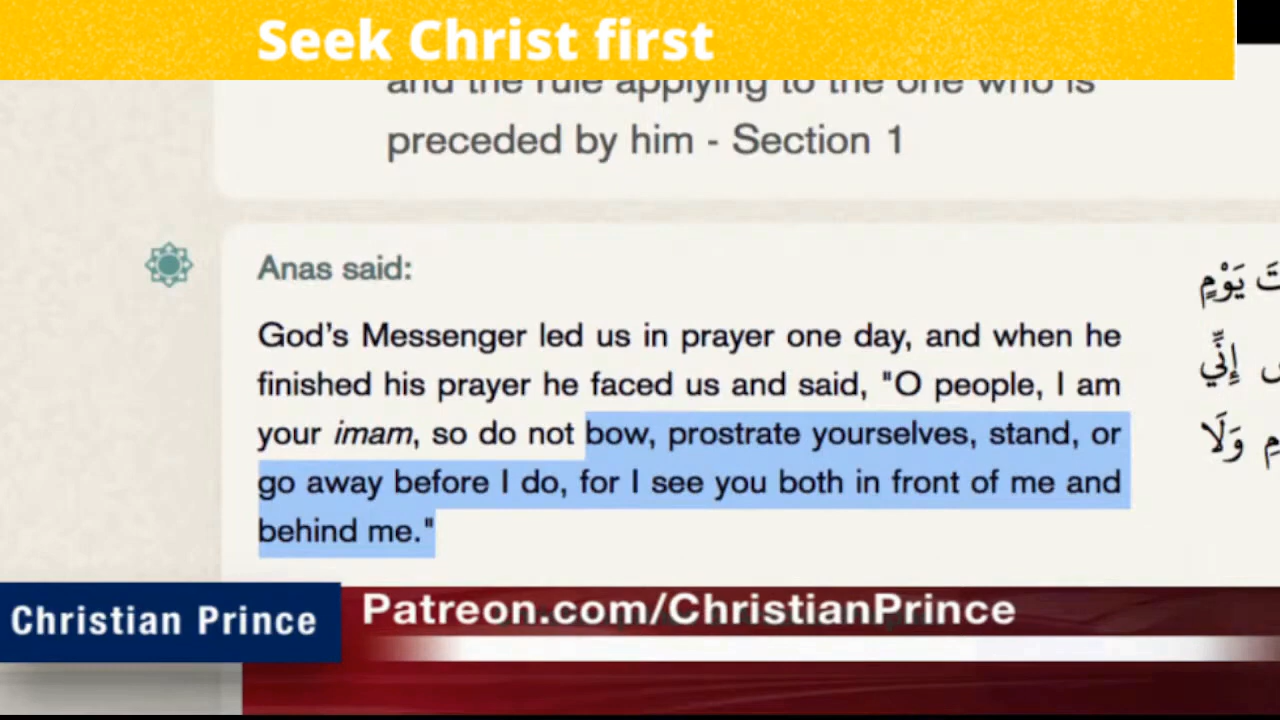 Seek Christ first
and the rule applying to the one who is
preceded by him - Section 1
Anas said:
God's Messenger led us in prayer one day, and when he
finished his prayer he faced us and said, "O people, I am
your imam, so do not bow, prostrate yourselves, stand, or
go away before I do, for I see you both in front of me and
behind me."
يَوْمٍ
إِنِّي
وَلَا
Christian Prince
Patreon.com/ChristianPrince